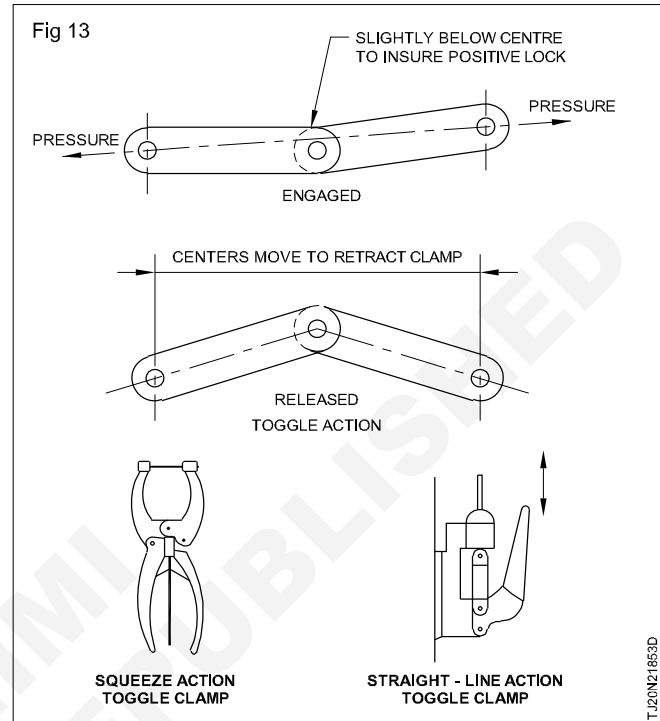 Fig 13
SLIGHTLY BELOW CENTRE
TO INSURE POSITIVE LOCK
PRESSURE
PRESSURE
ENGAGED
CENTERS MOVE TO RETRACT CLAMP
RELEASED
TOGGLE ACTION
SQUEEZE ACTION
TOGGLE CLAMP
STRAIGHT - LINE ACTION
TOGGLE CLAMP
TJ20N21853D